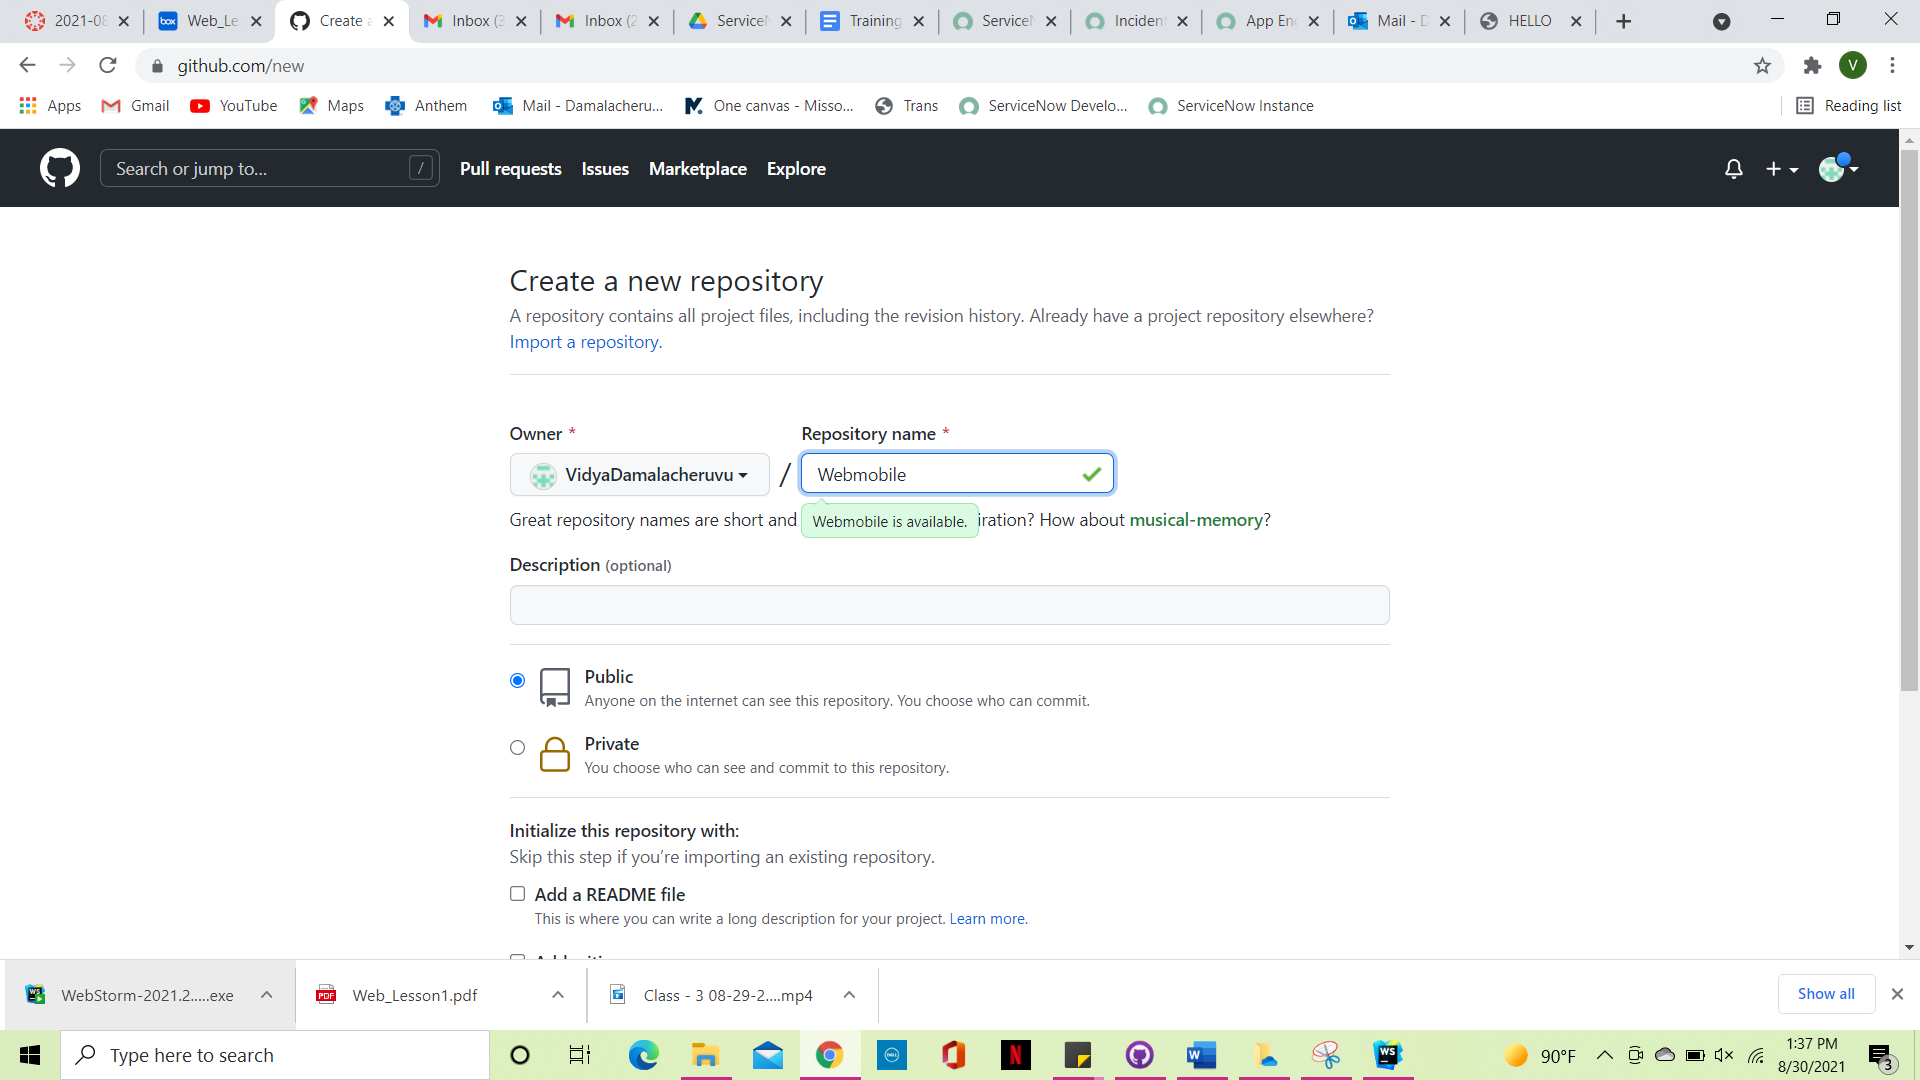 2021-08
Web_Le
Create a
Inbox (3
Inbox (2
ServiceN
Training
ServiceN
Incident
App Eng
Mail - D
HELLO
github.com/new
V
Apps
Gmail
YouTube
Maps
Anthem
Mail - Damalacheru...
One canvas - Misso...
Trans
ServiceNow Develo...
ServiceNow Instance
Reading list
Search or jump to...
/
Pull requests
Issues
Marketplace
Explore
Create a new repository
A repository contains all project files, including the revision history. Already have a project repository elsewhere?
Import a repository.
Owner *
Repository name *
VidyaDamalacheruvu
/
Webmobile
Great repository names are short and
Webmobile is available.
iration? How about musical-memory?
Description (optional)
Public
Anyone on the internet can see this repository. You choose who can commit.
Private
You choose who can see and commit to this repository.
Initialize this repository with:
Skip this step if you're importing an existing repository.
Add a README file
This is where you can write a long description for your project. Learn more.
WebStorm-2021.2.....exe
Web_Lesson1.pdf
Class - 3 08-29-2....mp4
Show all
Type here to search
90°F
1:37 PM
8/30/2021
3